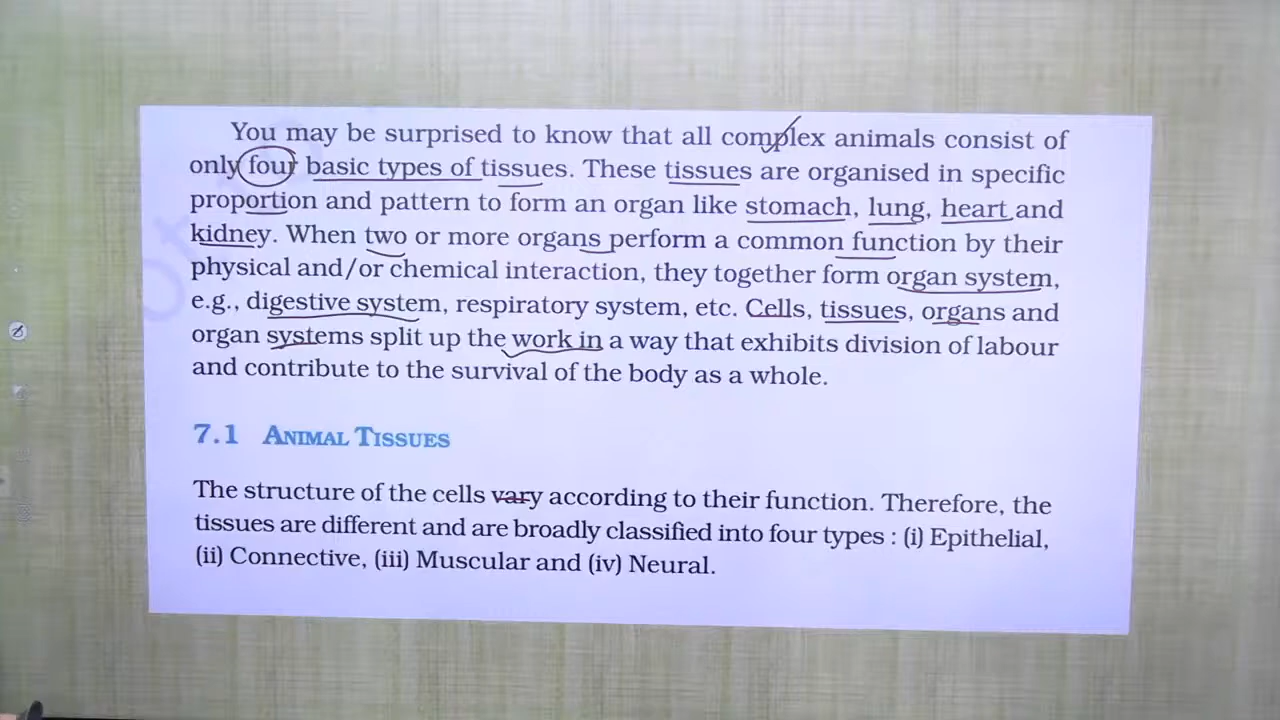 You may be surprised to know that all complex animals consist of
only four basic types of tissues. These tissues are organised in specific
proportion and pattern to form an organ like stomach, lung, heart and
kidney. When two or more organs perform a common function by their
physical and/or chemical interaction, they together form organ system,
e.g., digestive system, respiratory system, etc. Cells, tissues, organs and
organ systems split up the work in a way that exhibits division of labour
and contribute to the survival of the body as a whole.
7.1 ANIMAL TISSUES
The structure of the cells vary according to their function. Therefore, the
tissues are different and are broadly classified into four types : (i) Epithelial,
(ii) Connective, (iii) Muscular and (iv) Neural.